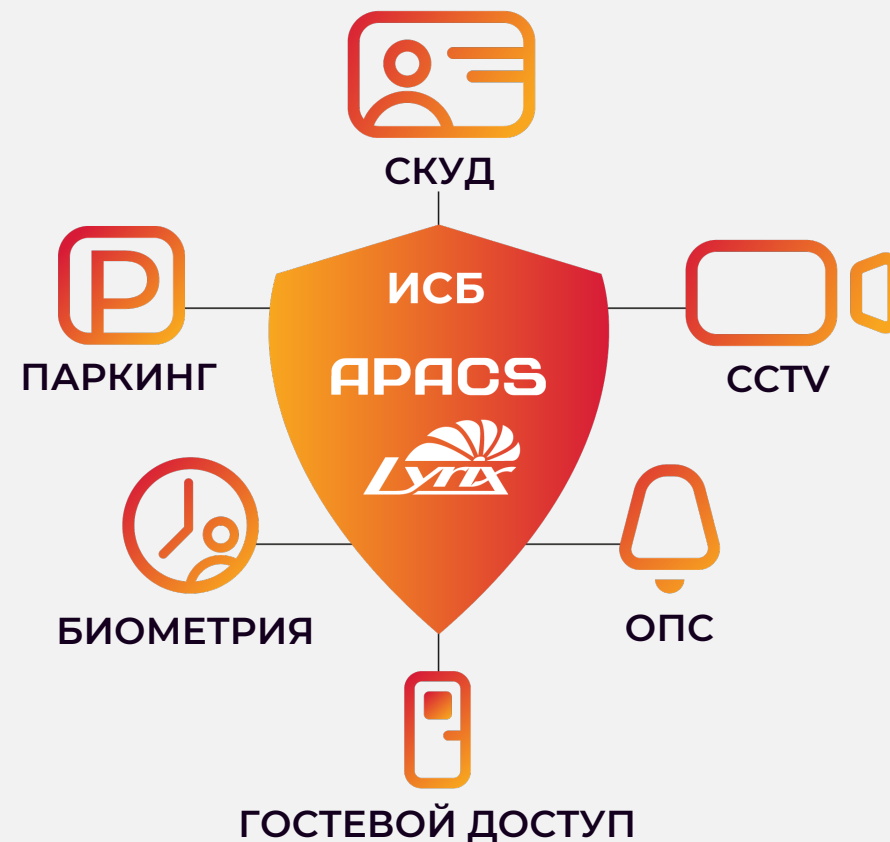 СКУД
ИСБ
APACS
Lyrix
ПАРКИНГ
CCTV
БИОМЕТРИЯ
ОПС
ГОСТЕВОЙ ДОСТУП